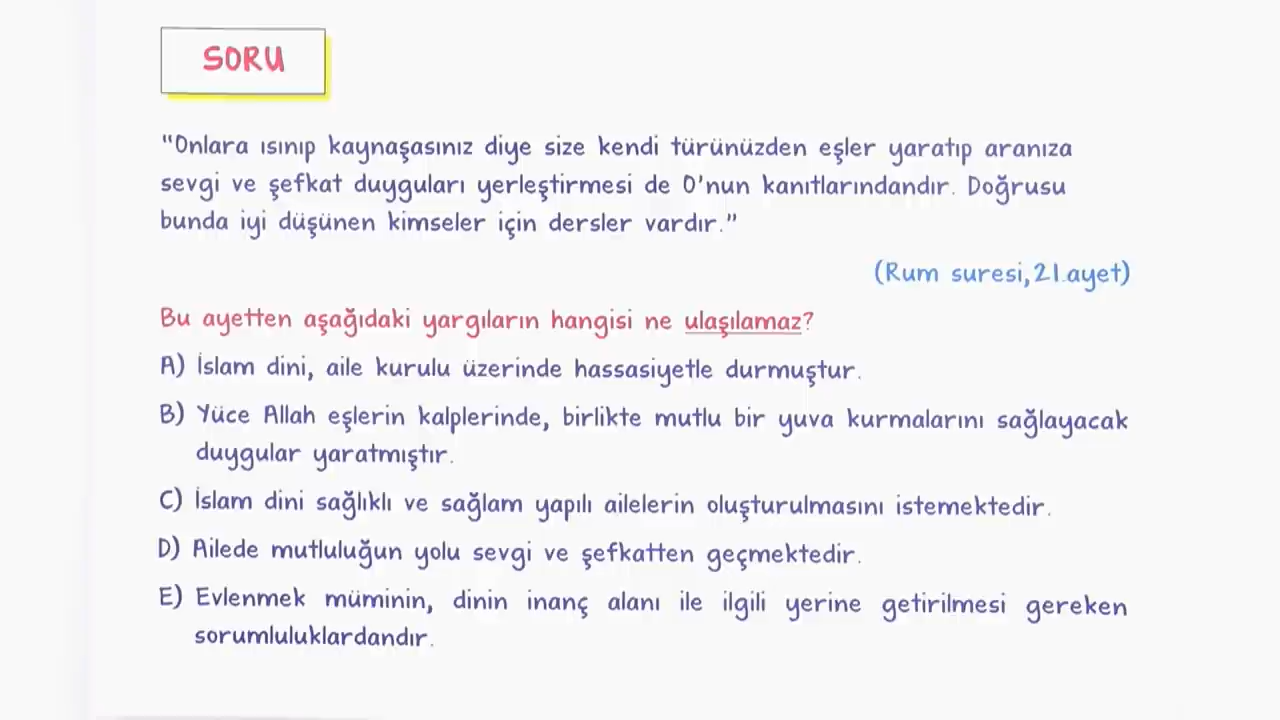 SORU
"Onlara ısınıp kaynaşasınız diye size kendi türünüzden eşler yaratıp aranıza
sevgi ve şefkat duyguları yerleştirmesi de O'nun kanıtlarındandır. Doğrusu
bunda iyi düşünen kimseler için dersler vardır."
(Rum suresi, 21.ayet)
Bu ayetten aşağıdaki yargıların hangisi ne ulaşılamaz?
A) İslam dini, aile kurulu üzerinde hassasiyetle durmuştur.
B) Yüce Allah eşlerin kalplerinde, birlikte mutlu bir yuva kurmalarını sağlayacak
duygular yaratmıştır.
C) İslam dini sağlıklı ve sağlam yapılı ailelerin oluşturulmasını istemektedir.
D) Ailede mutluluğun yolu sevgi ve şefkatten geçmektedir.
E) Evlenmek müminin, dinin inanç alanı ile ilgili yerine getirilmesi gereken
sorumluluklardandır.